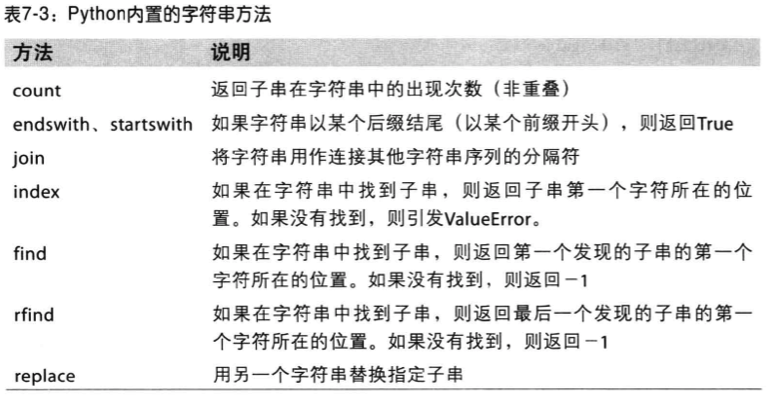 表7-3：Python内置的字符串方法
方法 说明
count 返回子串在字符串中的出现次数（非重叠）
endswith、startswith 如果字符串以某个后缀结尾（以某个前缀开头），则返回True
join 将字符串用作连接其他字符串序列的分隔符
index 如果在字符串中找到子串，则返回子串第一个字符所在的位
置。如果没有找到，则引发ValueError。
find 如果在字符串中找到子串，则返回第一个发现的子串的第一个
字符所在的位置。如果没有找到，则返回－1
rfind 如果在字符串中找到子串，则返回最后一个发现的子串的第一
个字符所在的位置。如果没有找到，则返回－1
replace 用另一个字符串替换指定子串